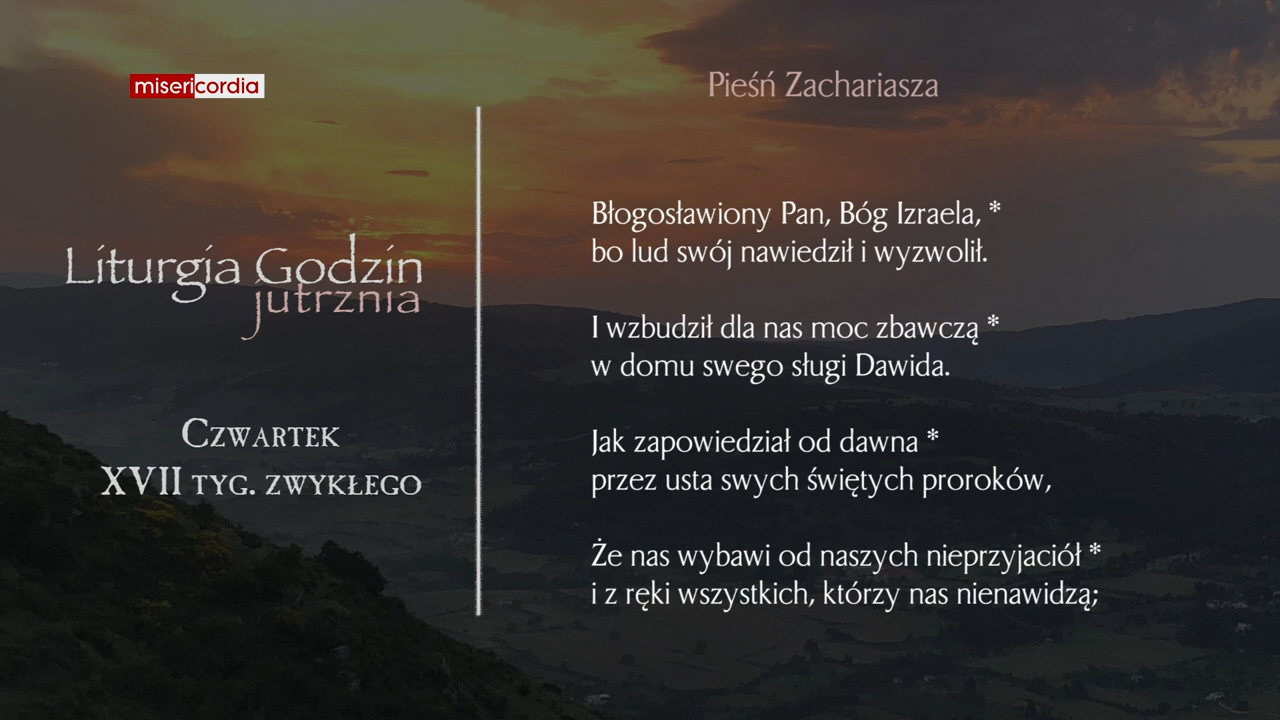 misericordia
Liturgia Godzin
jutrznia
Czwartek
XVII tyg. zwykłego
Pieśń Zachariasza
Błogosławiony Pan, Bóg Izraela, *
bo lud swój nawiedził i wyzwolił.
I wzbudził dla nas moc zbawczą *
w domu swego sługi Dawida.
Jak zapowiedział od dawna *
przez usta swych świętych proroków,
Że nas wybawi od naszych nieprzyjaciół *
i z ręki wszystkich, którzy nas nienawidzą;